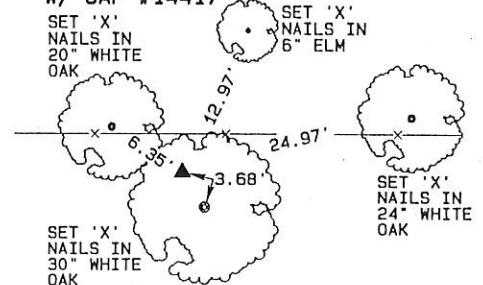 W/ CAP #14417
SET 'X'
NAILS IN
20" WHITE
OAK
SET 'X'
NAILS IN
6" ELM
12.97'
24.97'
6.35'
3.68'
SET 'X'
NAILS IN
24" WHITE
OAK
SET 'X'
NAILS IN
30" WHITE
OAK